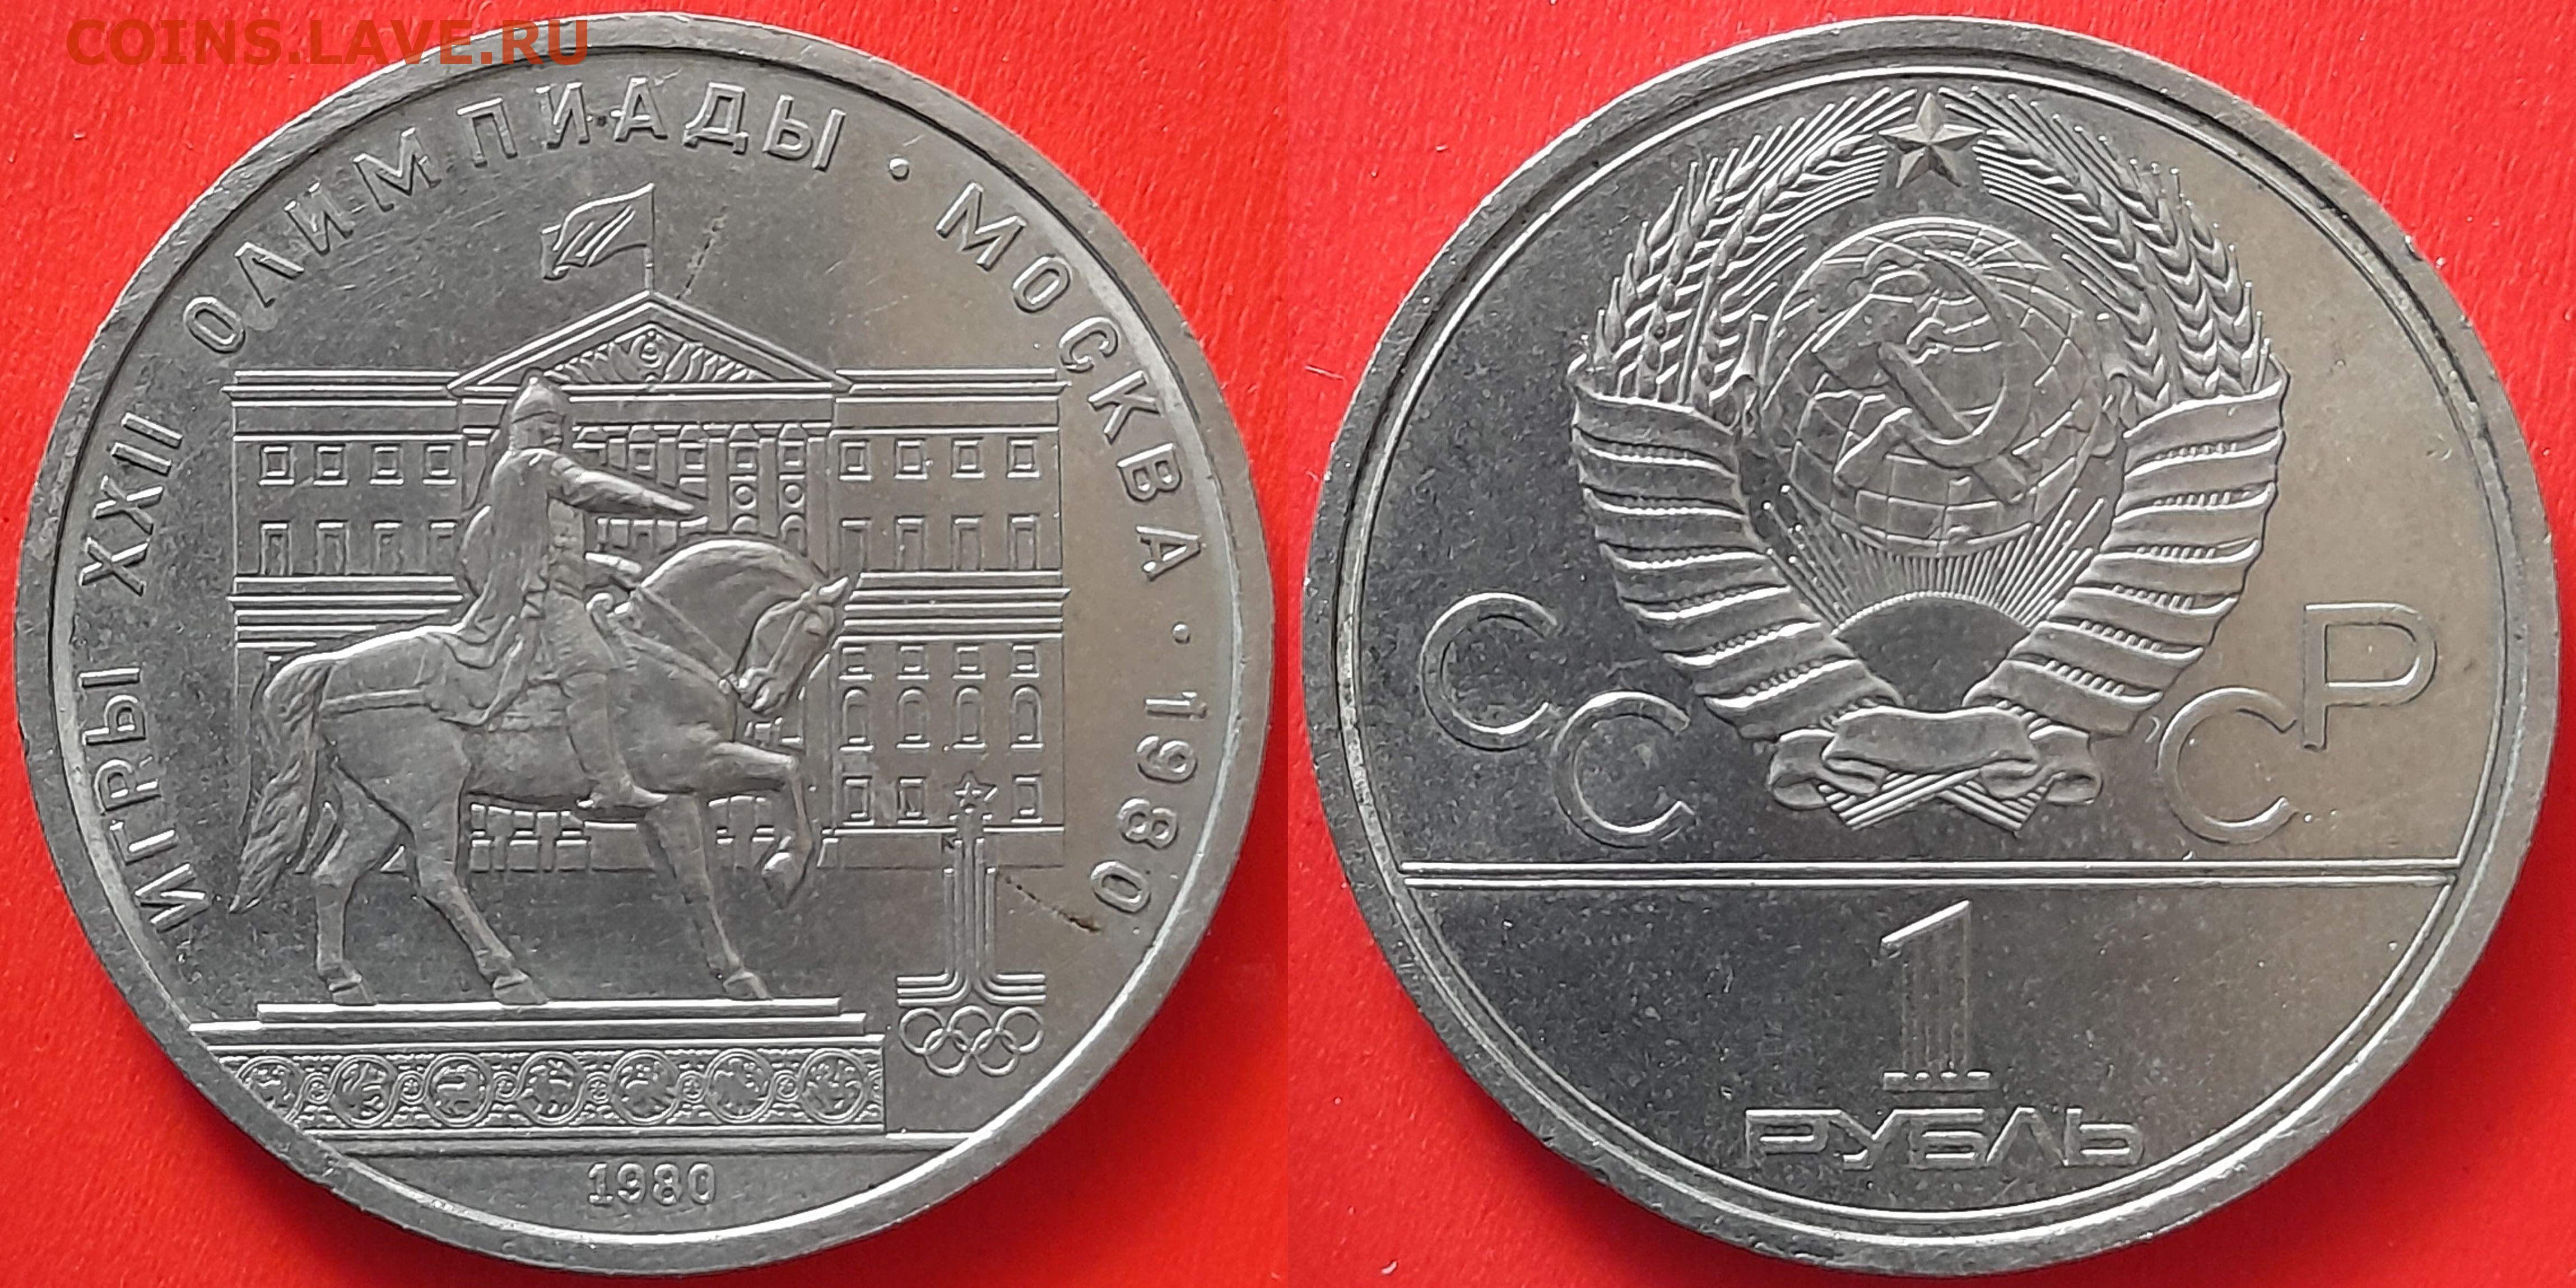 COINS.LAVE.RU
ИГРЫ XXII ОЛИМПИАДЫ · МОСКВА · 1980
1980
СССР
1
РУБЛЬ